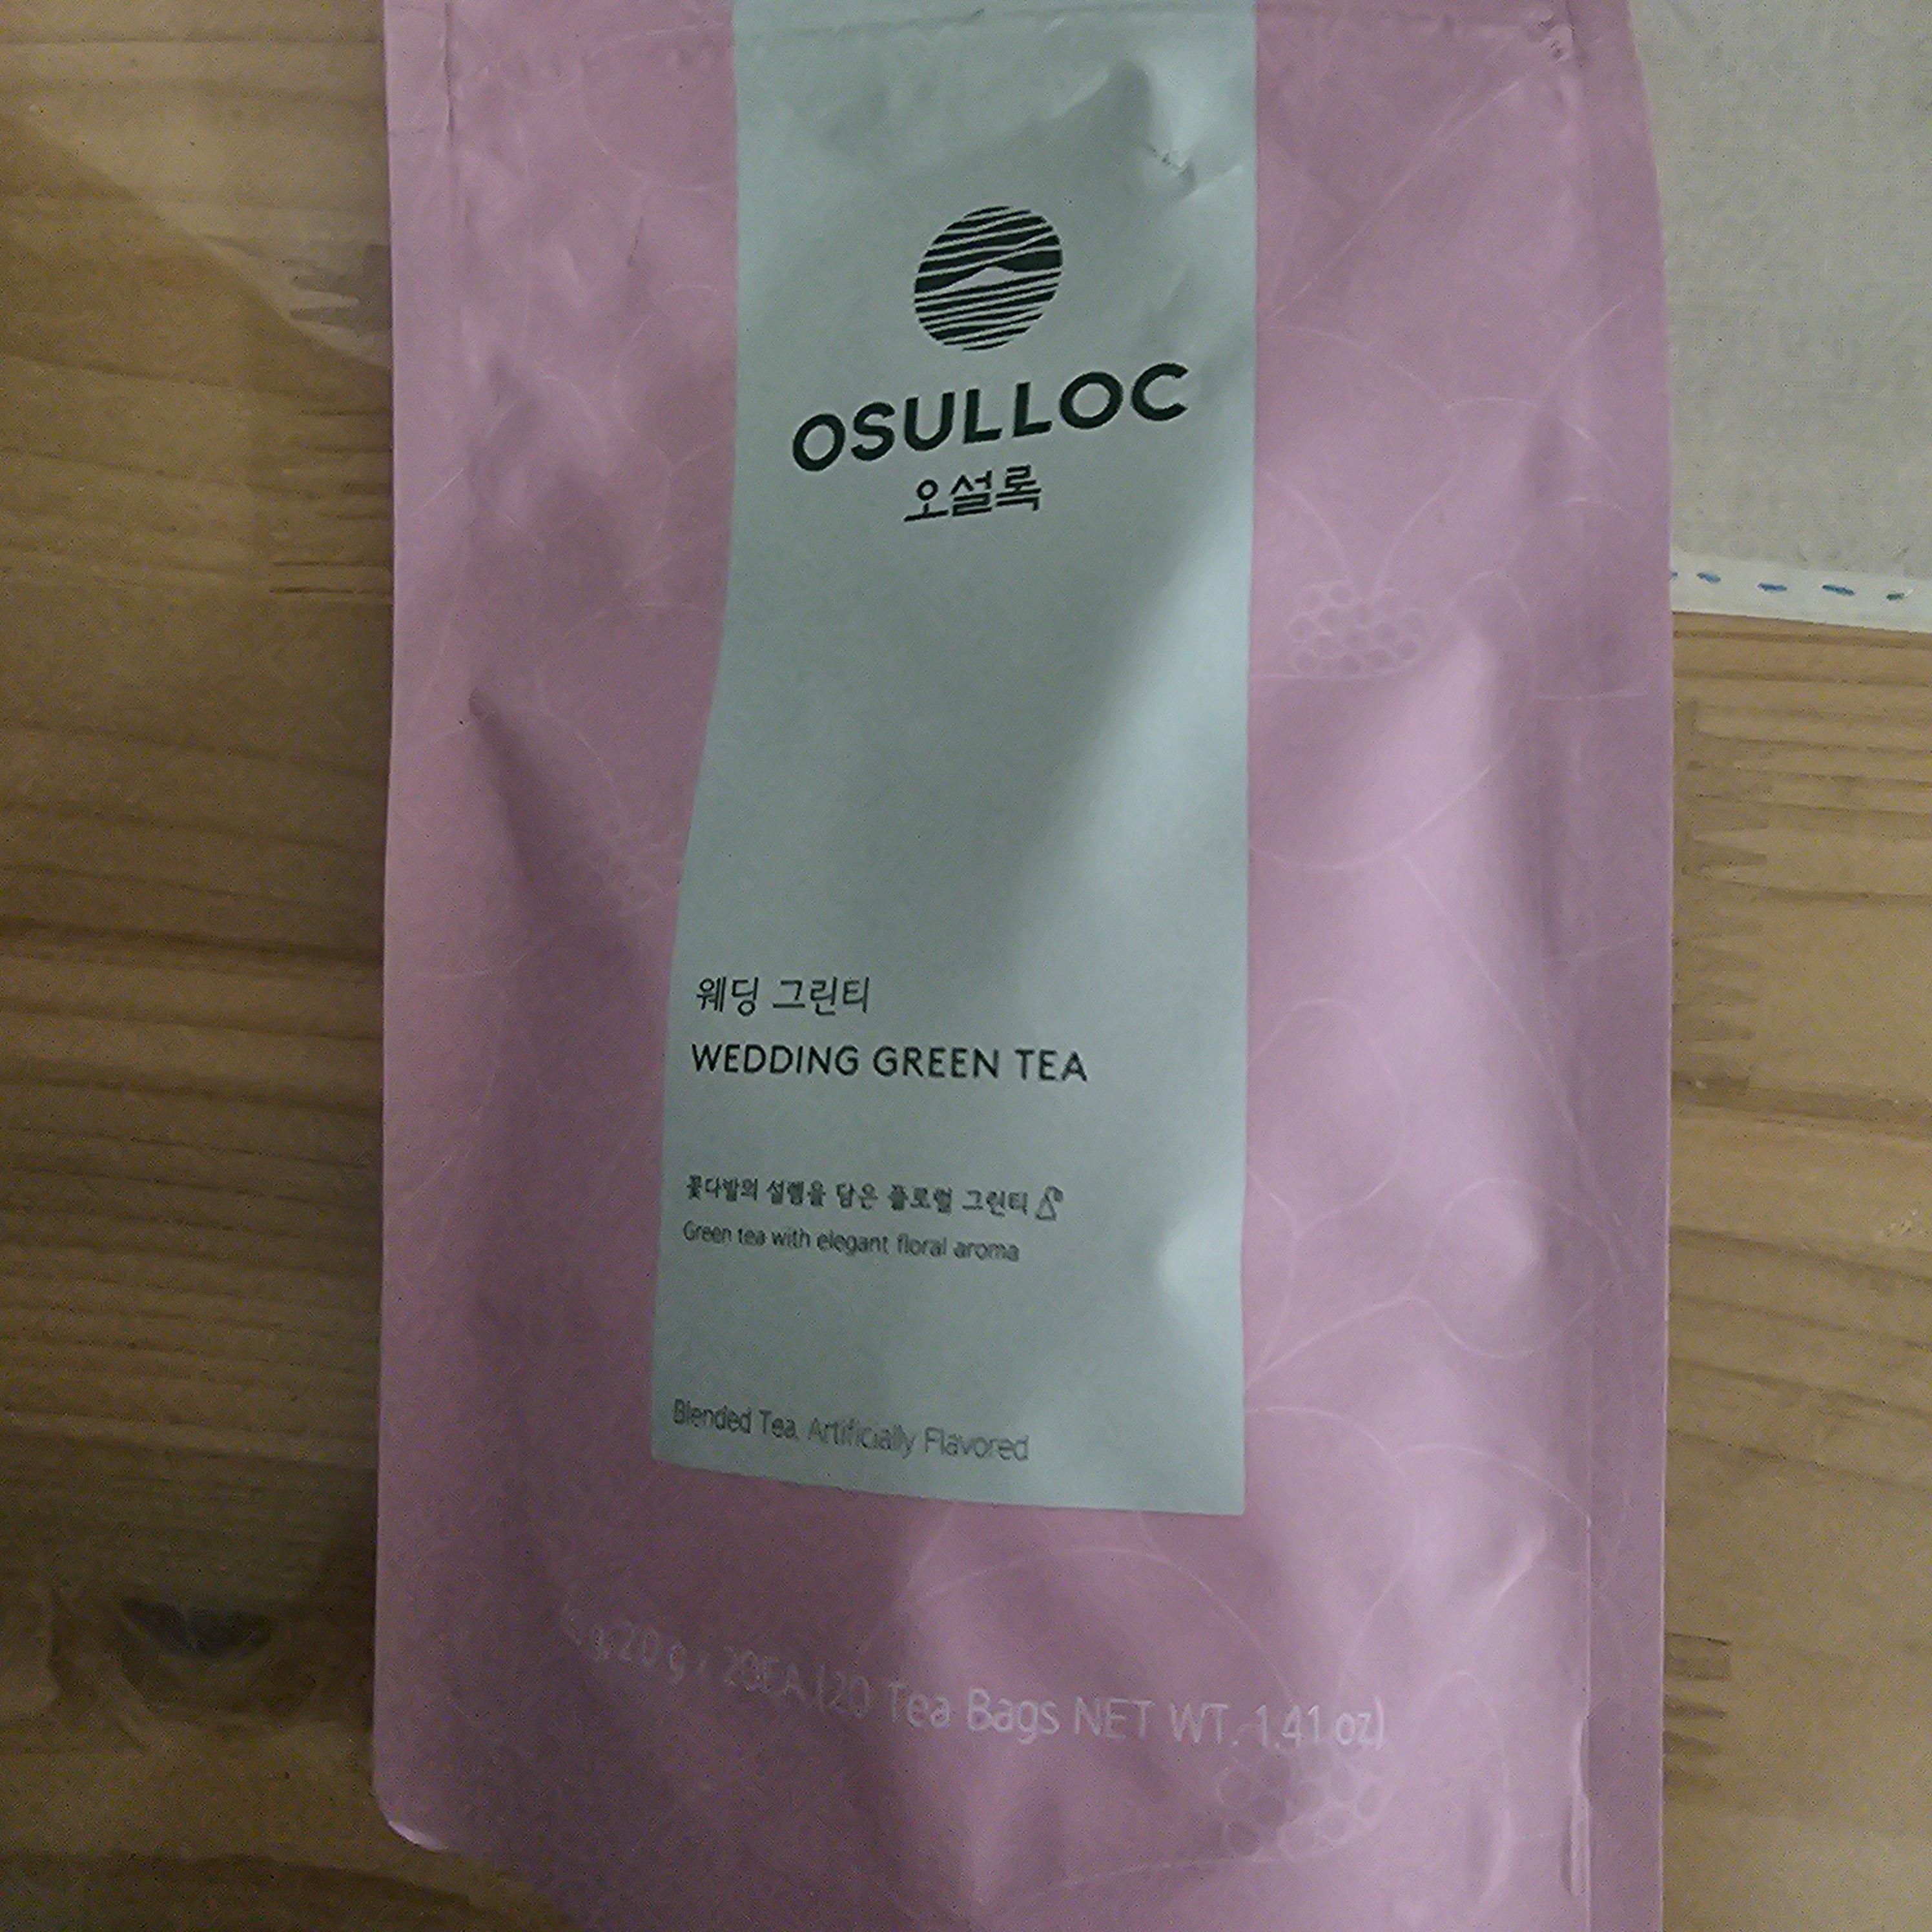 OSULLOC
오설록
웨딩 그린티
WEDDING GREEN TEA
꽃다발의 설렘을 담은 플로럴 그린티
Green tea with elegant floral aroma
Blended Tea, Artificially Flavored
20 Tea Bags NET WT. 1.41 oz)